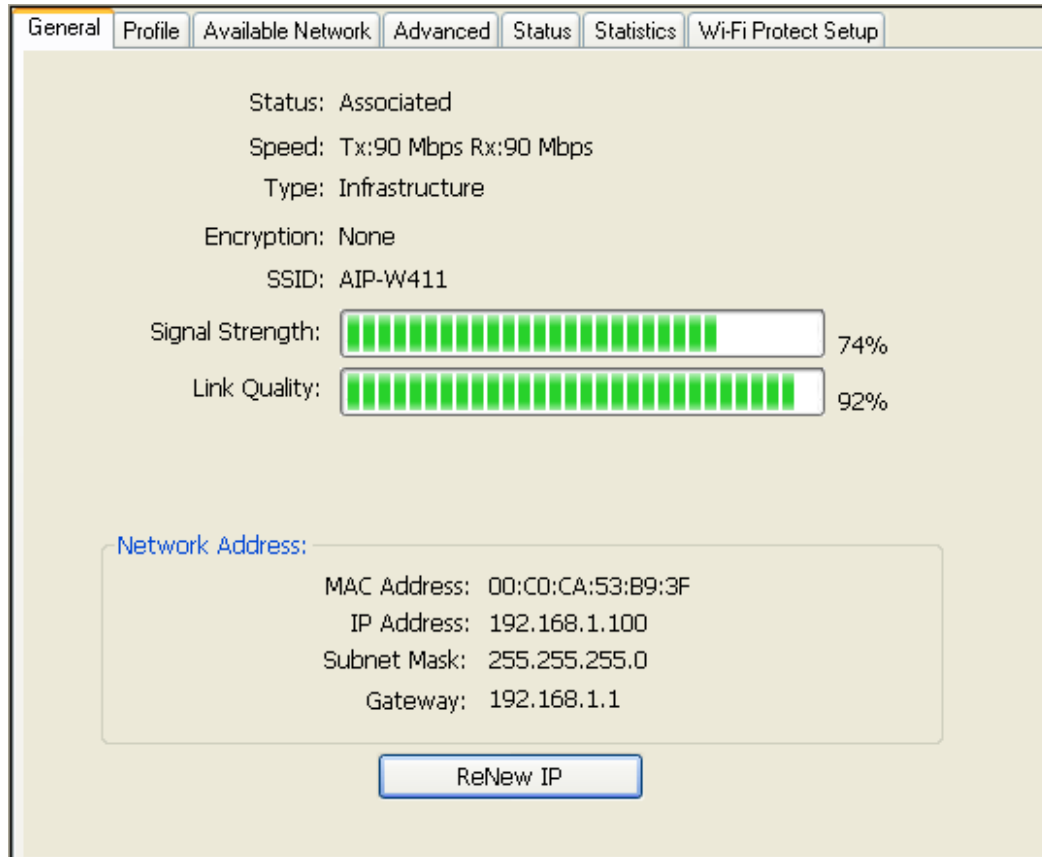 General Profile Available Network Advanced Status Statistics Wi-Fi Protect Setup
Status: Associated
Speed: Tx:90 Mbps Rx:90 Mbps
Type: Infrastructure
Encryption: None
SSID: AIP-W411
Signal Strength: 74%
Link Quality: 92%
Network Address:
MAC Address: 00:C0:CA:53:B9:3F
IP Address: 192.168.1.100
Subnet Mask: 255.255.255.0
Gateway: 192.168.1.1
ReNew IP